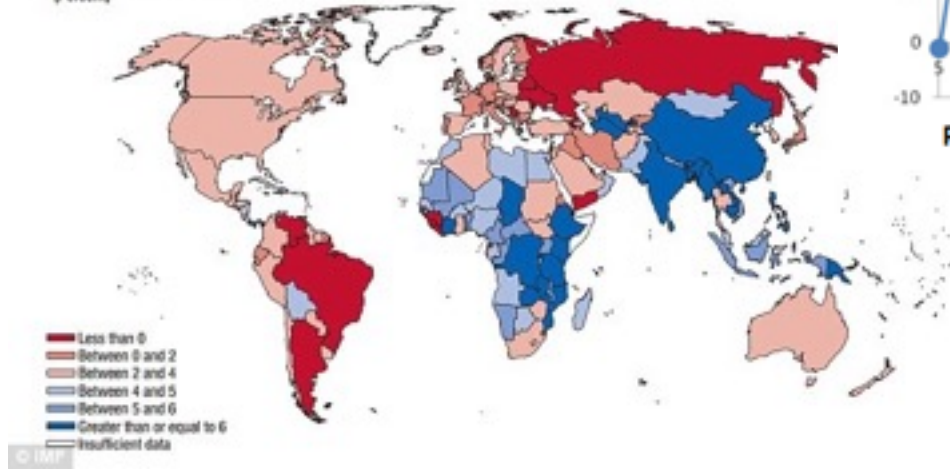 0
5
-10
Less than 0
Between 0 and 2
Between 2 and 4
Between 4 and 5
Between 5 and 6
Greater than or equal to 6
Insufficient data
© IMF